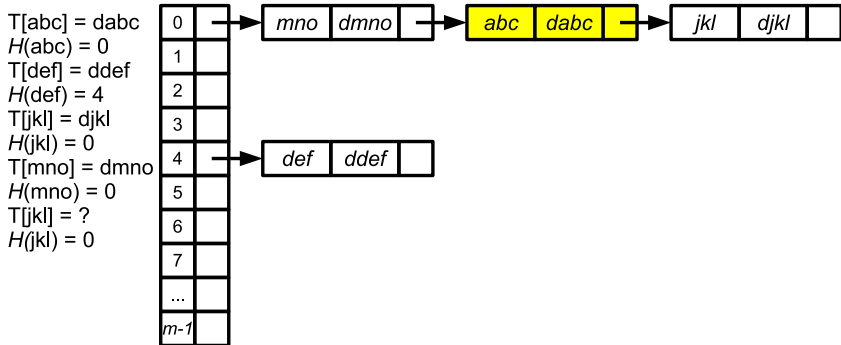 T[abc] = dabc
H(abc) = 0
T[def] = ddef
H(def) = 4
T[jkl] = djkl
H(jkl) = 0
T[mno] = dmno
H(mno) = 0
T[jkl] = ?
H(jkl) = 0
0 mno dmno abc dabc jkl djkl
1
2
3
4 def ddef
5
6
7
...
m-1